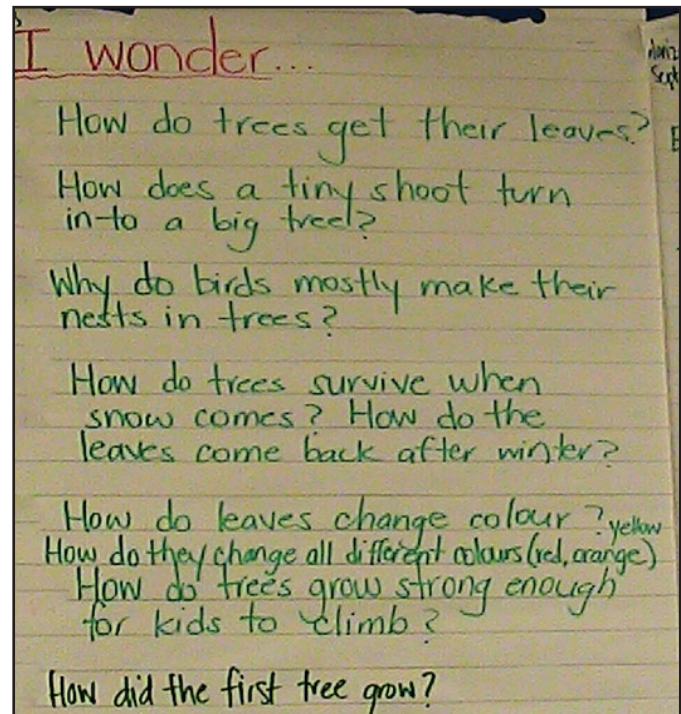 I wonder...
How do trees get their leaves?
How does a tiny shoot turn
in-to a big tree?
Why do birds mostly make their
nests in trees?
How do trees survive when
snow comes? How do the
leaves come back after winter?
How do leaves change colour?
yellow
How do they change all different colours (red, orange)
How do trees grow strong enough
for kids to climb?
How did the first tree grow?
Sept